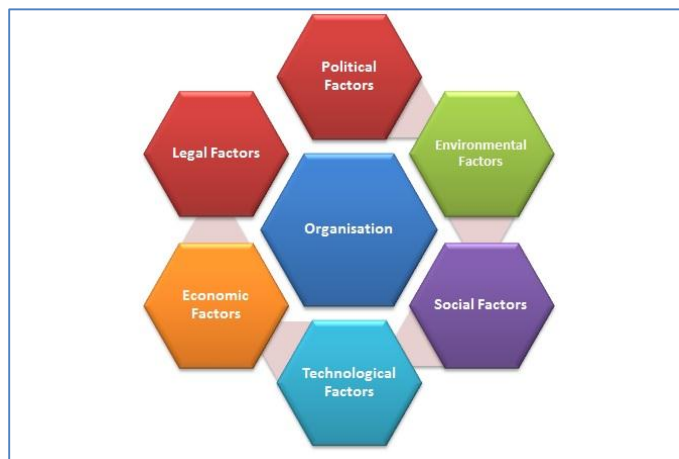 Political
Factors
Legal Factors
Environmental
Factors
Organisation
Economic
Factors
Social Factors
Technological
Factors